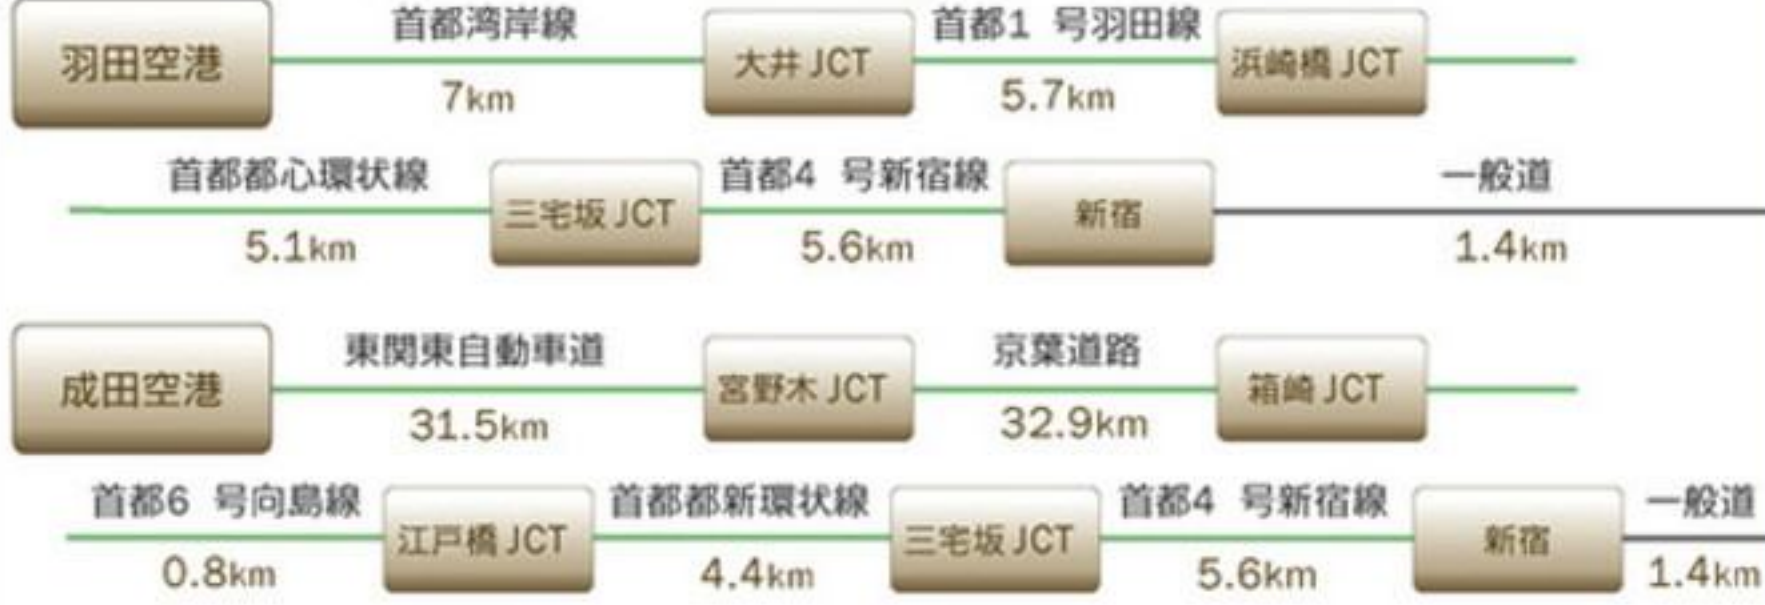 首都湾岸線 首都1 号羽田線
羽田空港 大井 JCT 浜崎橋 JCT
7km 5.7km
首都都心環状線 首都4 号新宿線 一般道
三宅坂 JCT 新宿
5.1km 5.6km 1.4km
東関東自動車道 京葉道路
成田空港 宮野木 JCT 箱崎 JCT
31.5km 32.9km
首都6 号向島線 首都都新環状線 首都4 号新宿線 一般道
江戸橋 JCT 三宅坂 JCT 新宿
0.8km 4.4km 5.6km 1.4km